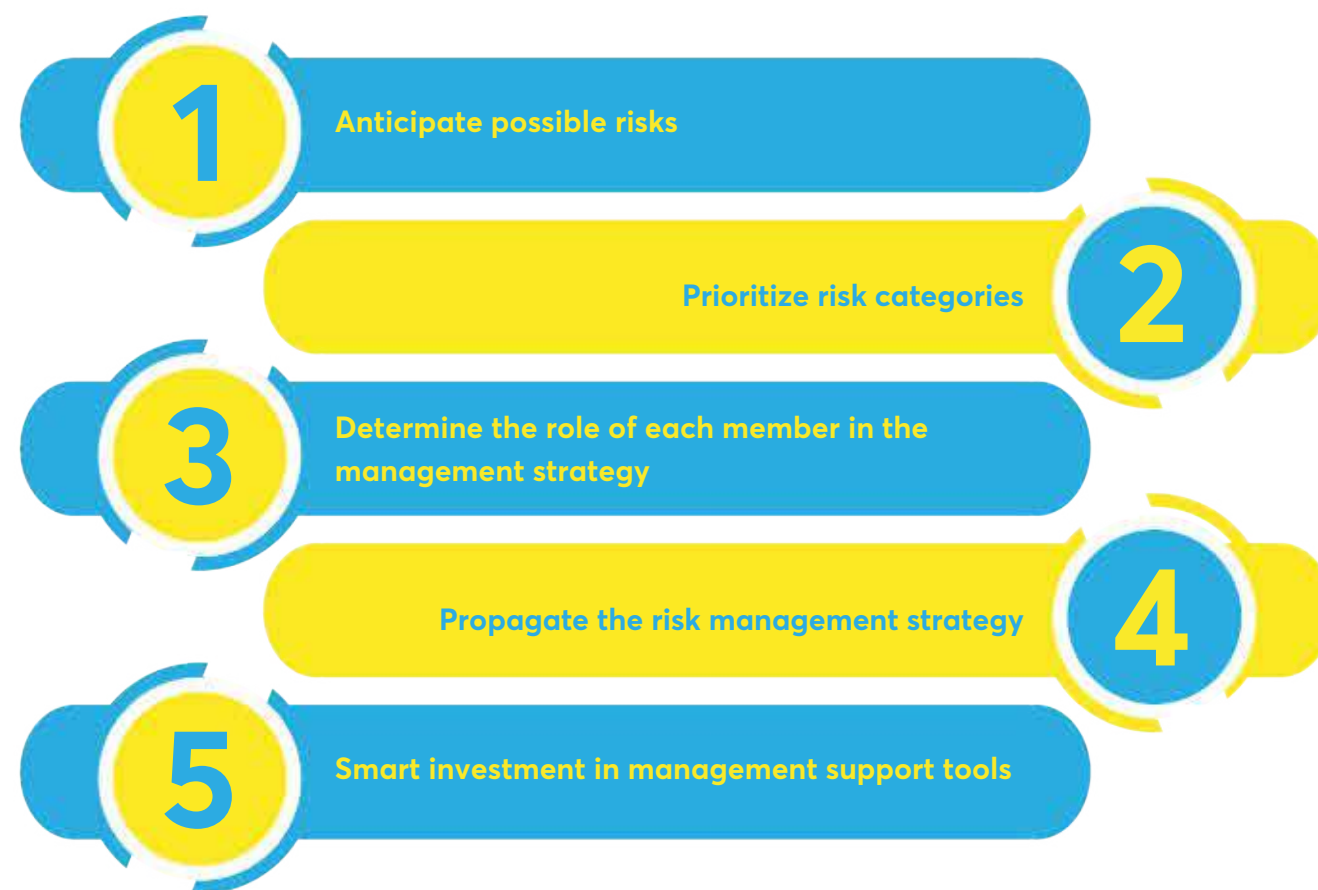 1
Anticipate possible risks
Prioritize risk categories
2
3
Determine the role of each member in the
management strategy
Propagate the risk management strategy
4
5
Smart investment in management support tools